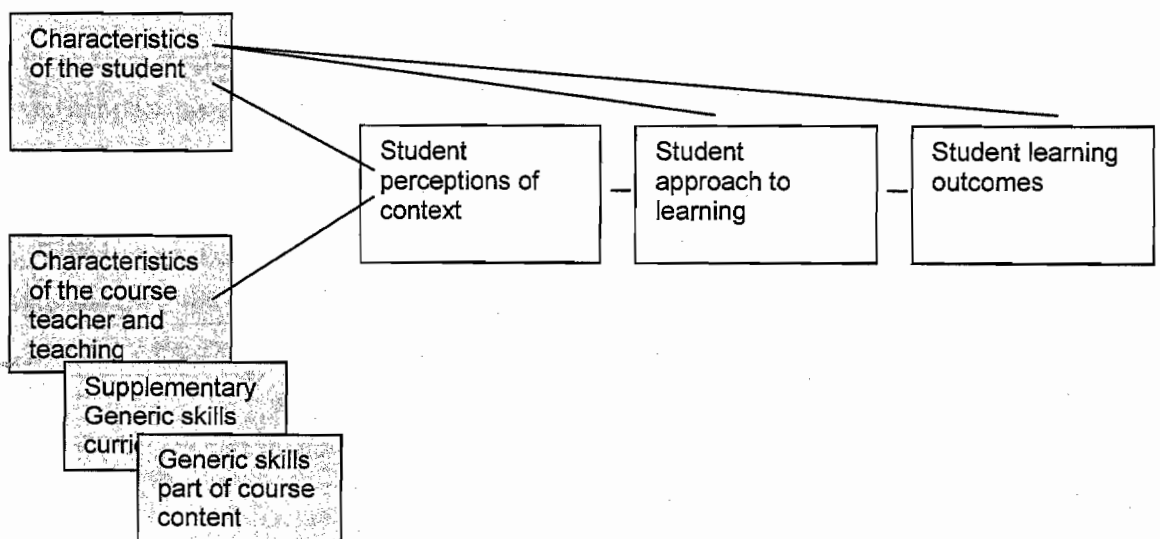 Characteristics
of the student
Student
perceptions of
context
Student
approach to
learning
Student learning
outcomes
Characteristics
of the course
teacher and
teaching
Supplementary
Generic skills
Generic skills
part of course
content